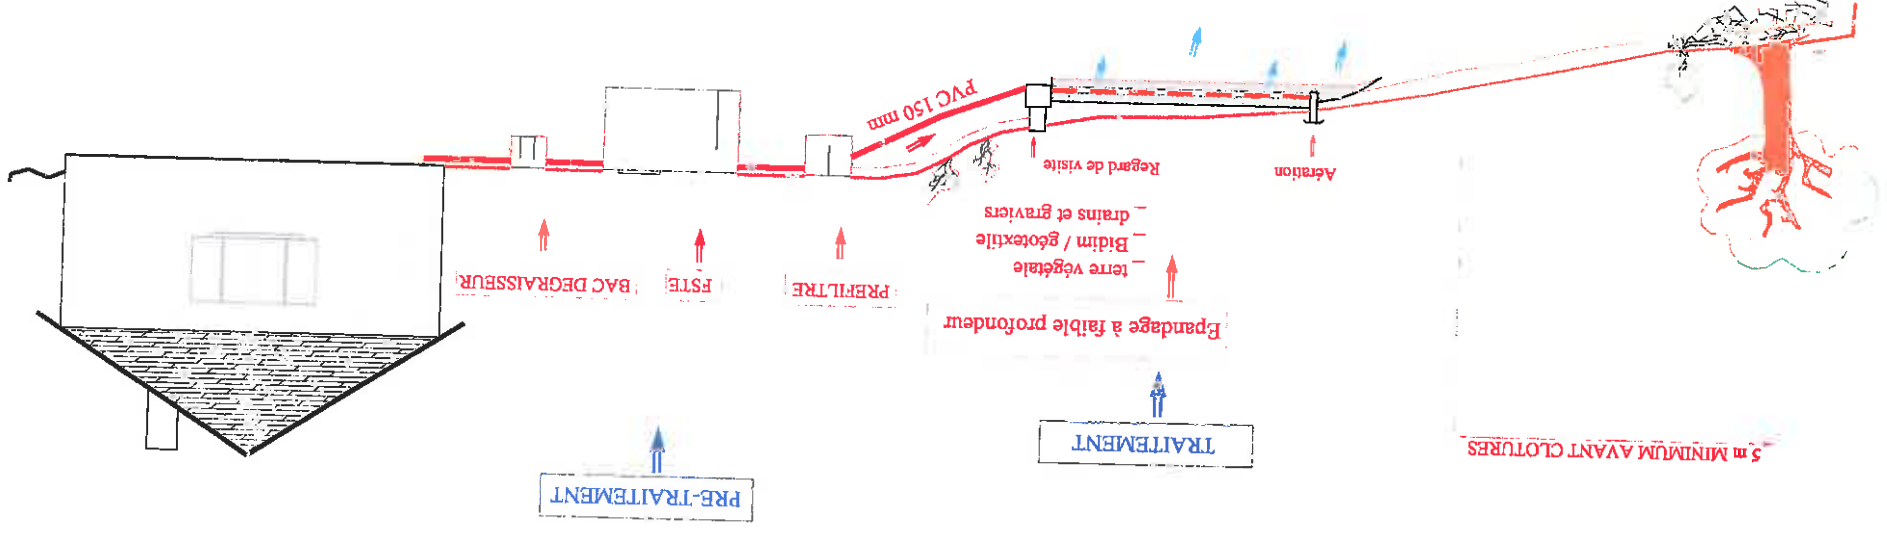 PRE-TRAITEMENT
5 m MINIMUM AVANT CLOTURES
TRAITEMENT
Epandage à faible profondeur
_ terre végétale
_ Bidim / géotextile
_ drains et graviers
PREFILTRE
FSTE
BAC DEGRAISSEUR
Aération
Regard de visite
PVC 150 mm